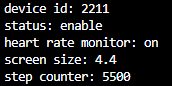 device id: 2211
status: enable
heart rate monitor: on
screen size: 4.4
step counter: 5500